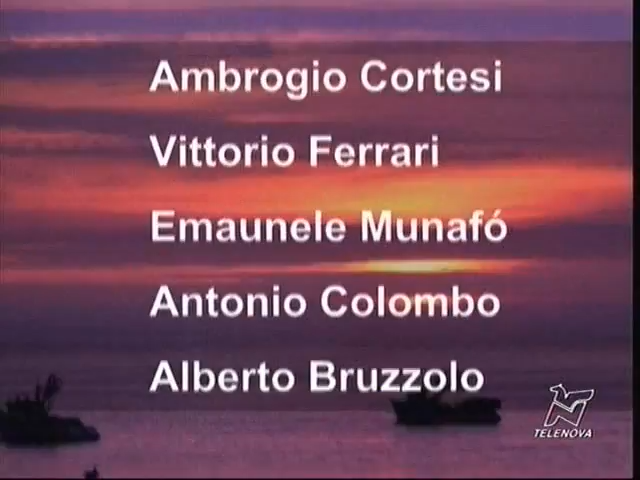 Ambrogio Cortesi
Vittorio Ferrari
Emaunele Munafó
Antonio Colombo
Alberto Bruzzolo
TELENOVA